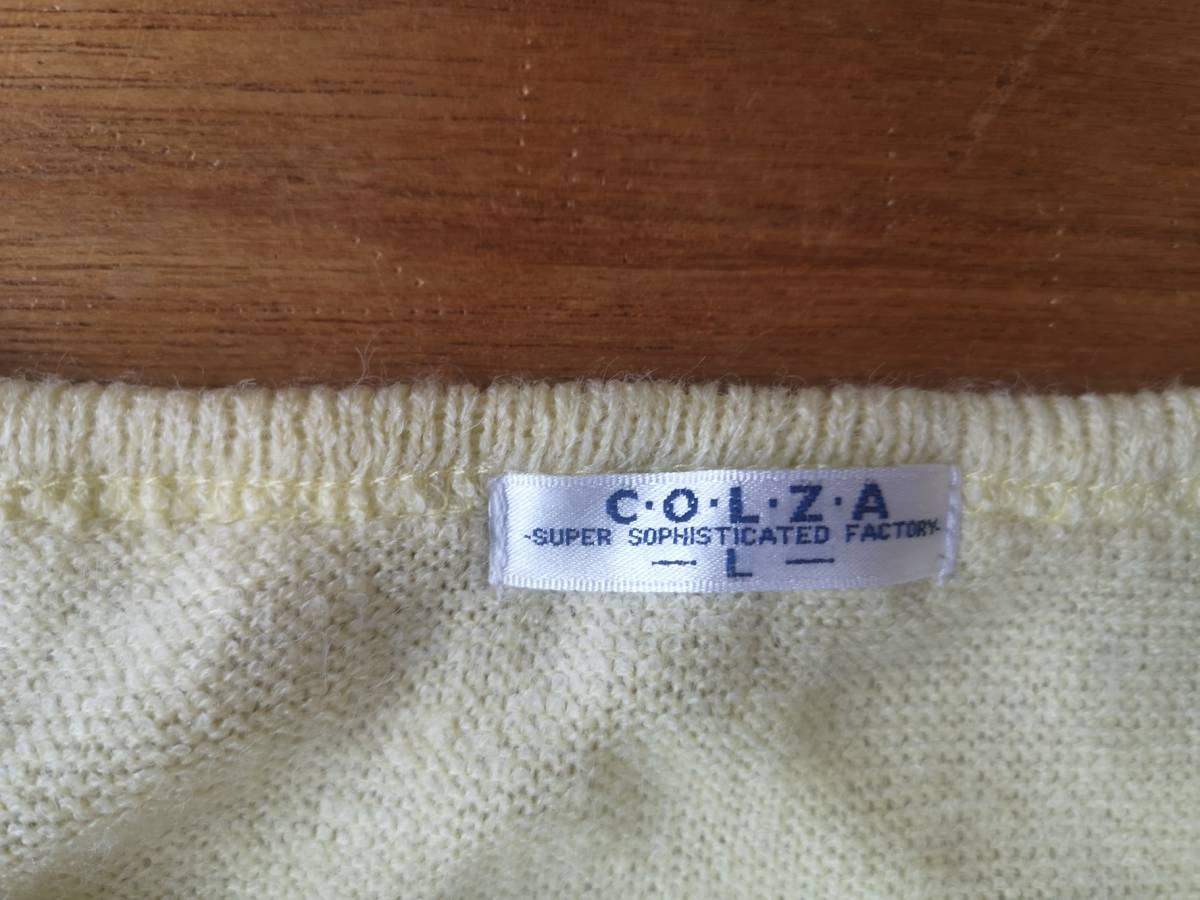 C·O·L·Z·A
-SUPER SOPHISTICATED FACTORY-
— L —